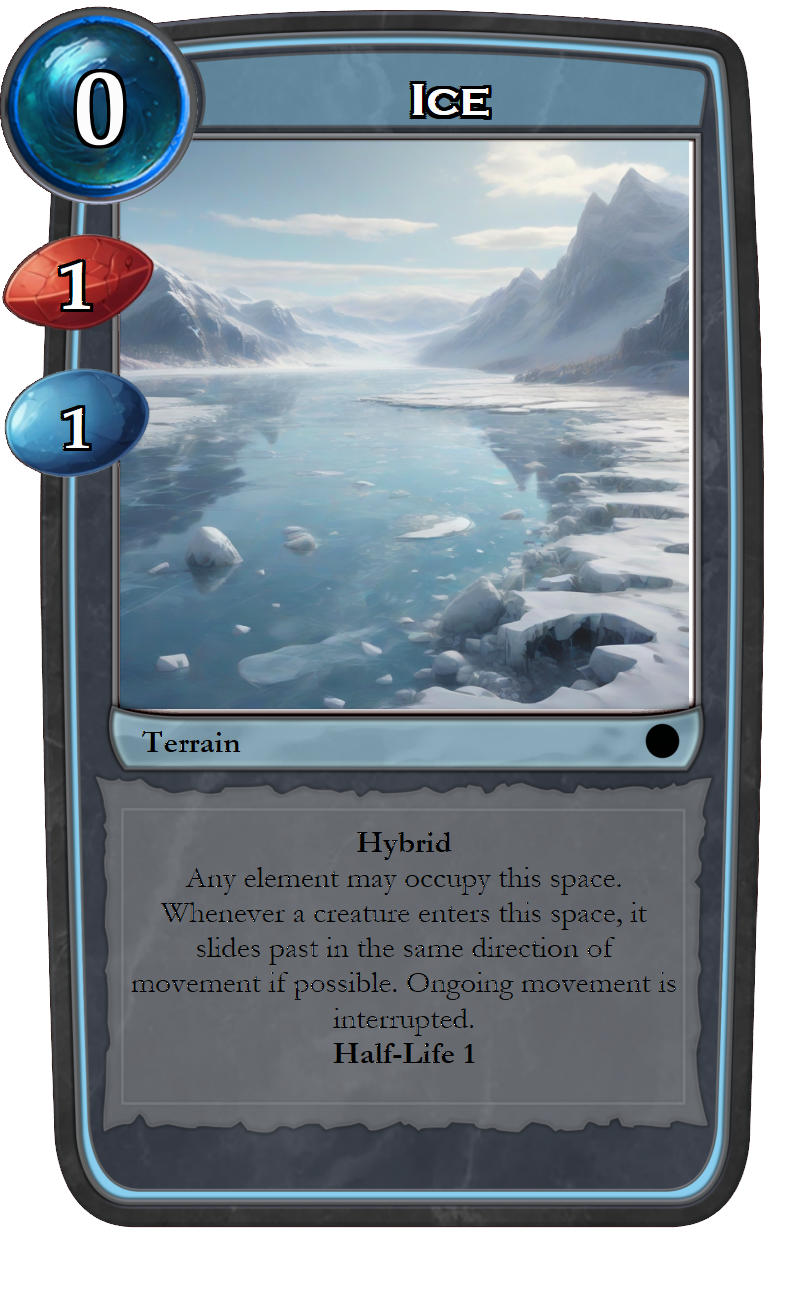 0
Ice
1
1
Terrain
Hybrid
Any element may occupy this space.
Whenever a creature enters this space, it
slides past in the same direction of
movement if possible. Ongoing movement is
interrupted.
Half-Life 1